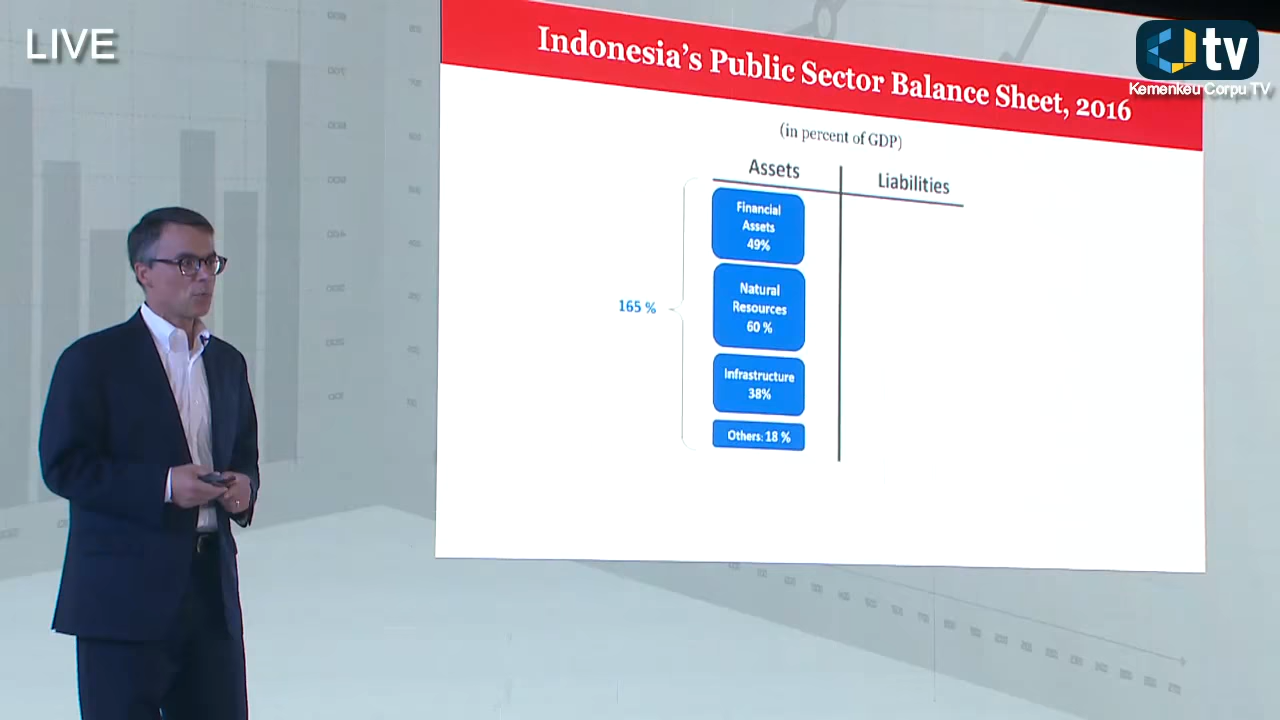 LIVE
tv
Kemenkeu Corpu TV
Indonesia's Public Sector Balance Sheet, 2016
(in percent of GDP)
Assets
Liabilities
Financial
Assets
49%
Natural
Resources
60 %
165 %
Infrastructure
38%
Others: 18 %